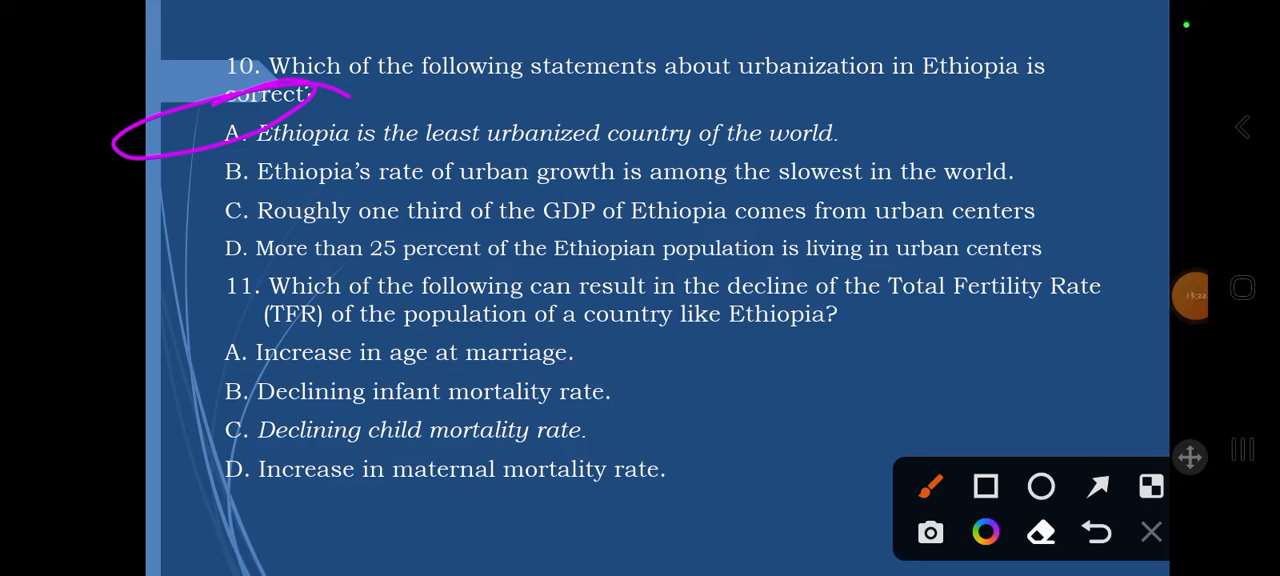 10. Which of the following statements about urbanization in Ethiopia is
correct?
A. Ethiopia is the least urbanized country of the world.
B. Ethiopia's rate of urban growth is among the slowest in the world.
C. Roughly one third of the GDP of Ethiopia comes from urban centers
D. More than 25 percent of the Ethiopian population is living in urban centers
11. Which of the following can result in the decline of the Total Fertility Rate
(TFR) of the population of a country like Ethiopia?
A. Increase in age at marriage.
B. Declining infant mortality rate.
C. Declining child mortality rate.
D. Increase in maternal mortality rate.
13:22